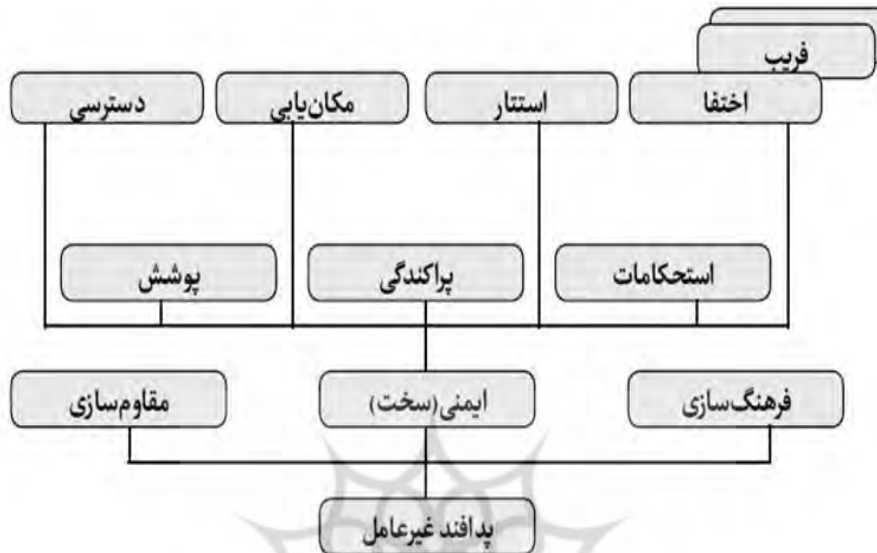 فریب
اختفا
استتار
مکان‌یابی
دسترسی
استحکامات
پراکندگی
پوشش
فرهنگ‌سازی
ایمنی(سخت)
مقاوم‌سازی
پدافند غیرعامل